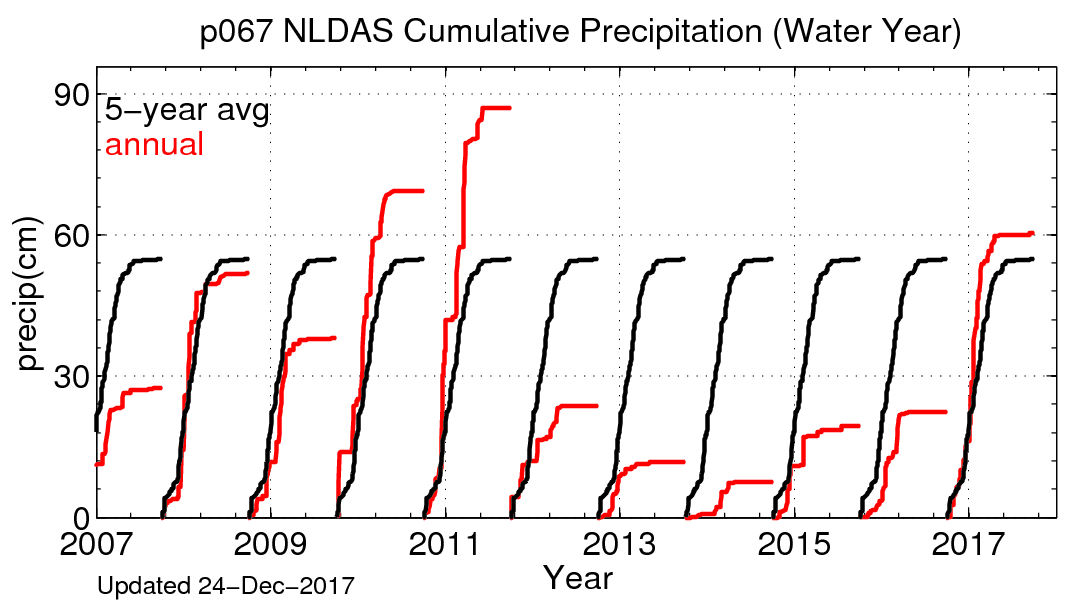 p067 NLDAS Cumulative Precipitation (Water Year)
90
5−year avg
annual
60
precip(cm)
30
0
2007 2009 2011 2013 2015 2017
Year
Updated 24−Dec−2017